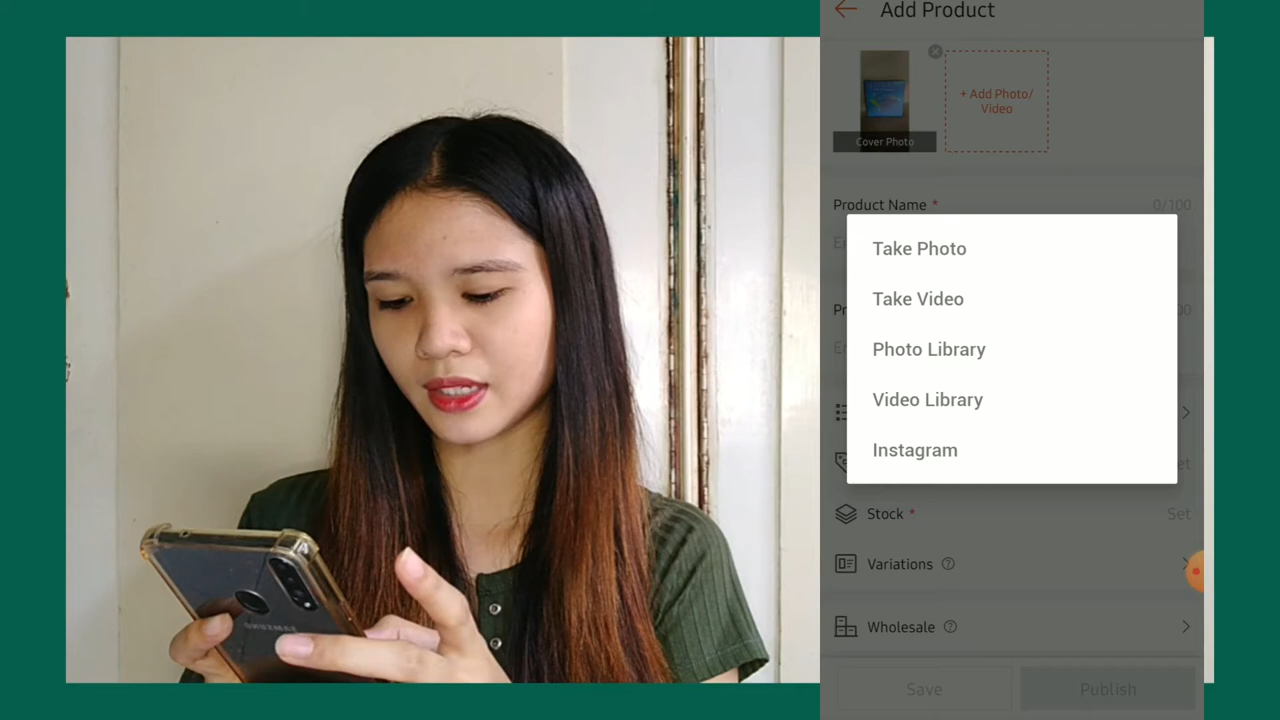 Add Product
+ Add Photo/
Video
Cover Photo
Product Name *
0/100
Take Photo
Take Video
Photo Library
Video Library
Instagram
Stock *
Set
Variations
Wholesale
Save
Publish
SAMSUNG